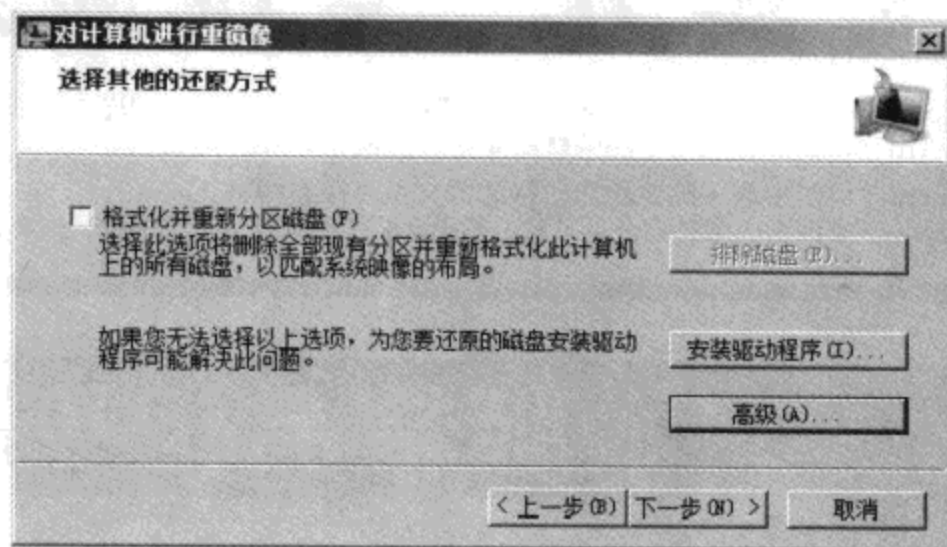 对计算机进行重镜像
选择其他的还原方式
格式化并重新分区磁盘(F)
选择此选项将删除全部现有分区并重新格式化此计算机
上的所有磁盘，以匹配系统映像的布局。
排除磁盘(E)...
如果您无法选择以上选项，为您要还原的磁盘安装驱动
程序可能解决此问题。
安装驱动程序(I)...
高级(A)...
< 上一步(B)
下一步(N) >
取消